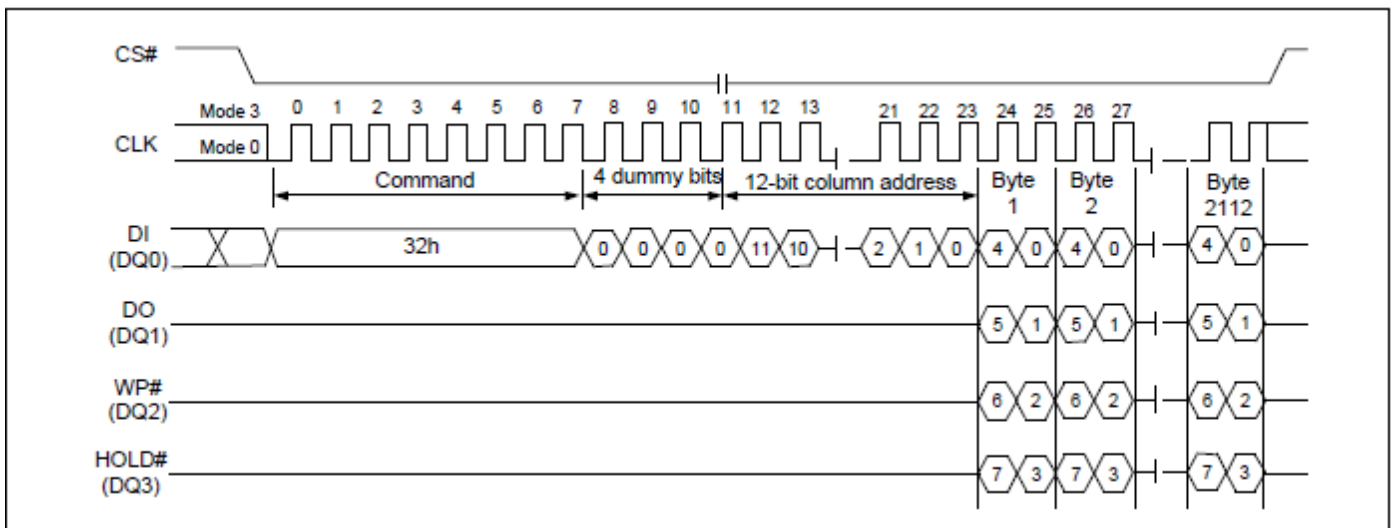 CS#
Mode 3 0 1 2 3 4 5 6 7 8 9 10 11 12 13 21 22 23 24 25 26 27
CLK Mode 0
Command 4 dummy bits 12-bit column address Byte Byte Byte
1 2 2112
DI 32h 0 0 0 0 11 10 2 1 0 4 0 4 0 4 0
(DQ0)
DO 5 1 5 1 5 1
(DQ1)
WP# 6 2 6 2 6 2
(DQ2)
HOLD# 7 3 7 3 7 3
(DQ3)